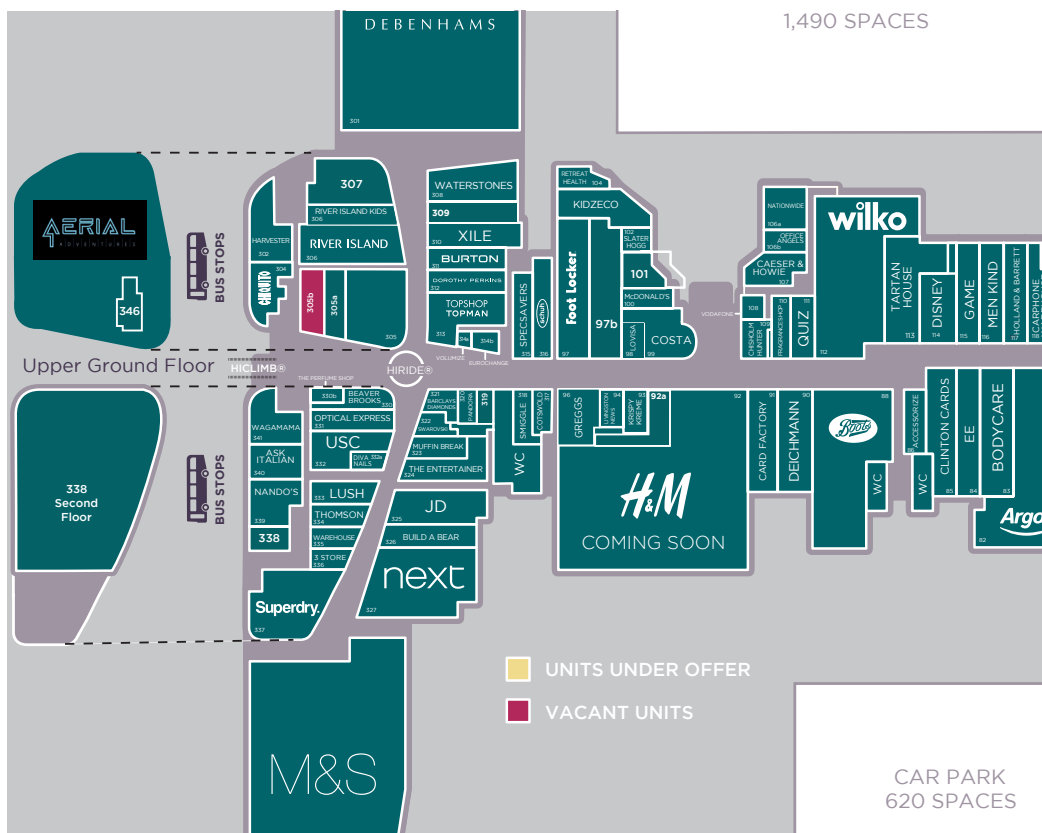 DEBENHAMS
301
1,490 SPACES
AERIAL
ADVENTURES
346
BUS STOPS
HARVESTER
302
304
CHIQUITO
307
RIVER ISLAND KIDS
306
RIVER ISLAND
306
305b
305a
305
WATERSTONES
308
309
XILE
310
BURTON
311
DOROTHY PERKINS
312
TOPSHOP
TOPMAN
313
314a
314b
VOLUMIZE
EUROCHANGE
SPECSAVERS
315
schuh
316
RETREAT
HEALTH
104
KIDZECO
Foot Locker
97
97b
102
SLATER
HOGG
101
McDONALD'S
100
LOVISA
98
COSTA
99
NATIONWIDE
106a
OFFICE
ANGELS
106b
CAESER &
HOWIE
107
VODAFONE
108
CHISHOLM
HUNTER
109
FRAGRANCESHOP
110
QUIZ
111
wilko
112
TARTAN
HOUSE
113
DISNEY
114
GAME
115
MEN KIND
116
HOLLAND & BARRETT
117
CARPHONE
118
Upper Ground Floor
HICLIMB®
HIRIDE®
338
Second
Floor
BUS STOPS
WAGAMAMA
341
ASK
ITALIAN
340
NANDO'S
339
338
Superdry.
337
THE PERFUME SHOP
330b
BEAVER
BROOKS
330
OPTICAL EXPRESS
331
USC
332
DIVA
NAILS
332a
LUSH
333
THOMSON
334
WAREHOUSE
335
3 STORE
336
321
BARCLAYS
DIAMONDS
322
SWAROVSKI
320
PANDORA
319
MUFFIN BREAK
323
THE ENTERTAINER
324
JD
325
BUILD A BEAR
326
next
327
318
SMIGGLE
317
COTSWOLD
WC
96
GREGGS
94
LIVINGSTON
NEWS
93
KRISPY
KREME
92a
92
H&M
COMING SOON
CARD FACTORY
91
DEICHMANN
90
Boots
88
WC
ACCESSORIZE
86
WC
CLINTON CARDS
85
EE
84
BODYCARE
83
Argo
82
M&S
UNITS UNDER OFFER
VACANT UNITS
CAR PARK
620 SPACES